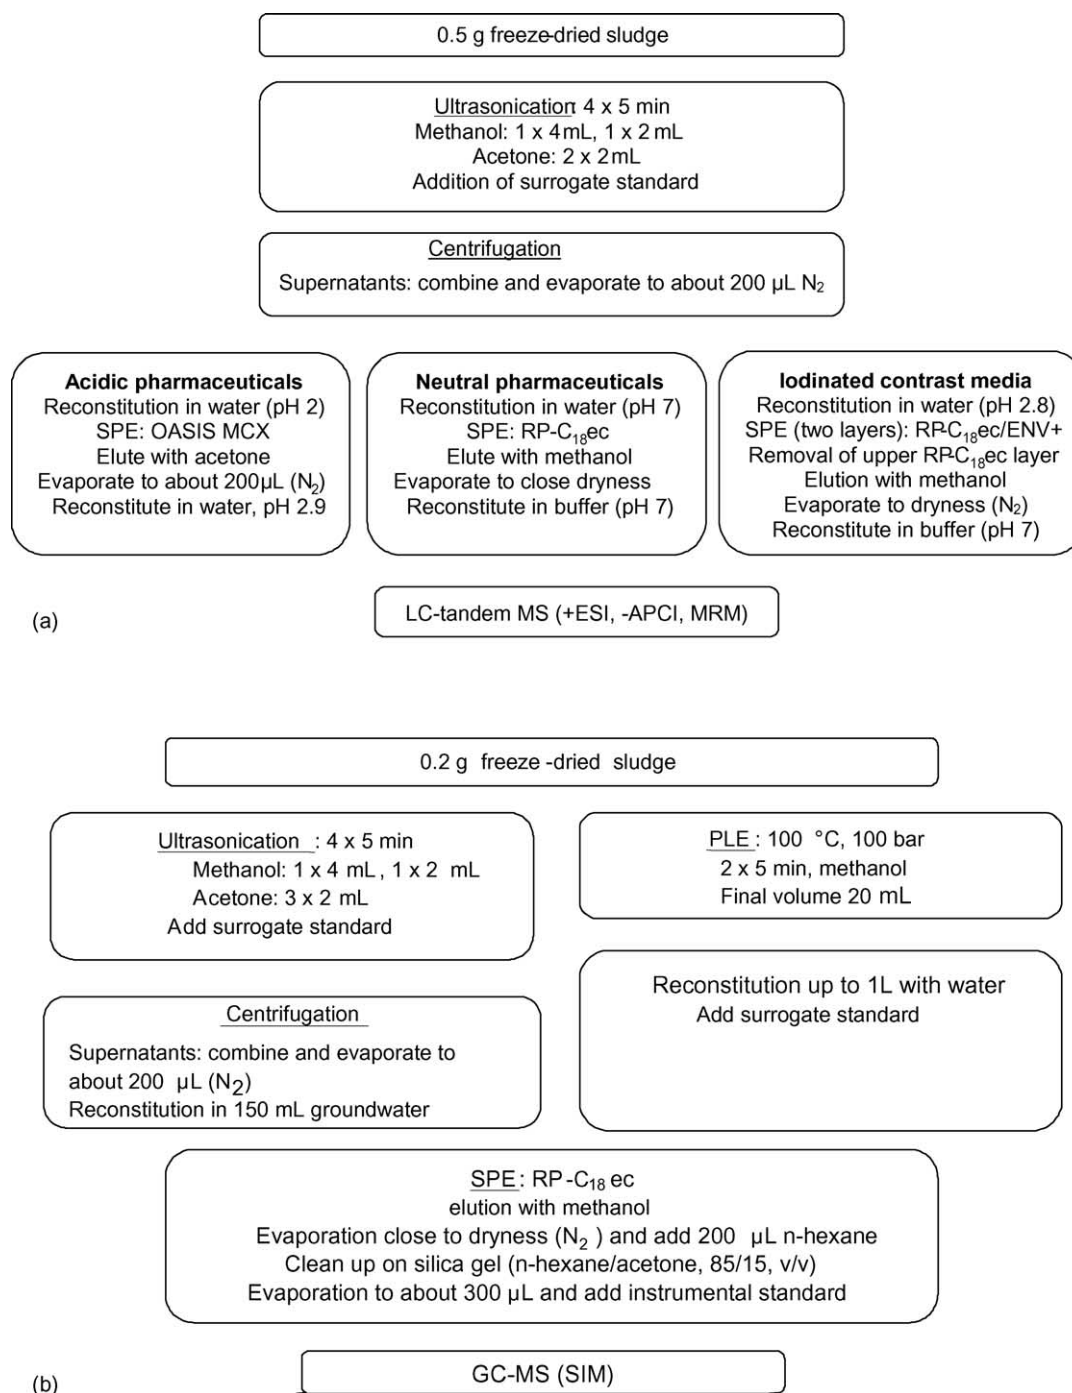 0.5 g freeze-dried sludge
Ultrasonication: 4 x 5 min
Methanol: 1 x 4 mL, 1 x 2 mL
Acetone: 2 x 2 mL
Addition of surrogate standard
Centrifugation
Supernatants: combine and evaporate to about 200 µL N₂
Acidic pharmaceuticals
Reconstitution in water (pH 2)
SPE: OASIS MCX
Elute with acetone
Evaporate to about 200µL (N₂)
Reconstitute in water, pH 2.9
Neutral pharmaceuticals
Reconstitution in water (pH 7)
SPE: RP-C₁₈ec
Elute with methanol
Evaporate to close dryness
Reconstitute in buffer (pH 7)
Iodinated contrast media
Reconstitution in water (pH 2.8)
SPE (two layers): RP-C₁₈ec/ENV+
Removal of upper RP-C₁₈ec layer
Elution with methanol
Evaporate to dryness (N₂)
Reconstitute in buffer (pH 7)
(a)
LC-tandem MS (+ESI, -APCI, MRM)
0.2 g freeze-dried sludge
Ultrasonication : 4 x 5 min
Methanol: 1 x 4 mL, 1 x 2 mL
Acetone: 3 x 2 mL
Add surrogate standard
PLE : 100 °C, 100 bar
2 x 5 min, methanol
Final volume 20 mL
Centrifugation
Supernatants: combine and evaporate to
about 200 µL (N₂)
Reconstitution in 150 mL groundwater
Reconstitution up to 1L with water
Add surrogate standard
SPE : RP-C₁₈ ec
elution with methanol
Evaporation close to dryness (N₂) and add 200 µL n-hexane
Clean up on silica gel (n-hexane/acetone, 85/15, v/v)
Evaporation to about 300 µL and add instrumental standard
(b)
GC-MS (SIM)